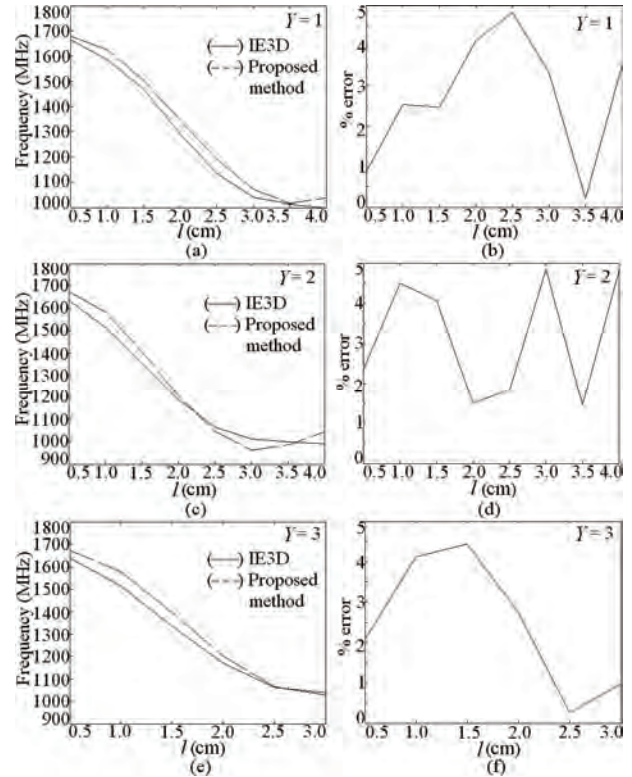 Y = 1
(—) IE3D
(- -) Proposed
method
Frequency (MHz)
1800
1700
1600
1500
1400
1300
1200
1100
1000
0.5 1.0 1.5 2.0 2.5 3.0 3.5 4.0
l (cm)
(a)
Y = 1
% error
5
4
3
2
1
0
0.5 1.0 1.5 2.0 2.5 3.0 3.5 4.0
l (cm)
(b)
Y = 2
(—) IE3D
(- -) Proposed
method
Frequency (MHz)
1800
1700
1600
1500
1400
1300
1200
1100
1000
900
0.5 1.0 1.5 2.0 2.5 3.0 3.5 4.0
l (cm)
(c)
Y = 2
% error
5
4
3
2
1
0
0.5 1.0 1.5 2.0 2.5 3.0 3.5 4.0
l (cm)
(d)
Y = 3
(—) IE3D
(- -) Proposed
method
Frequency (MHz)
1800
1700
1600
1500
1400
1300
1200
1100
1000
900
0.5 1.0 1.5 2.0 2.5 3.0
l (cm)
(e)
Y = 3
% error
5
4
3
2
1
0
0.5 1.0 1.5 2.0 2.5 3.0
l (cm)
(f)